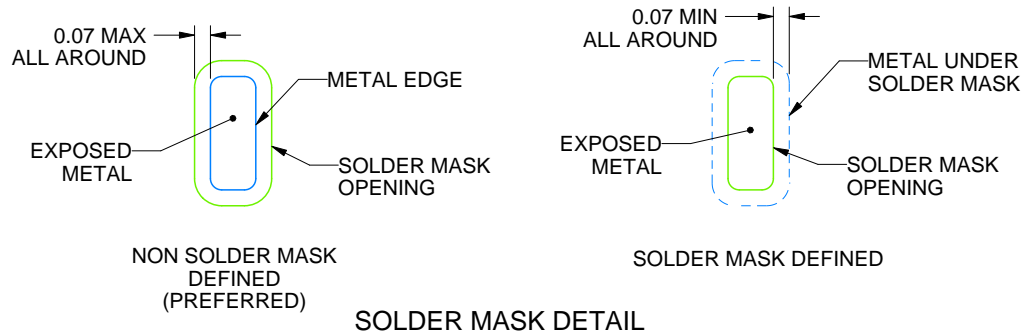 0.07 MAX
ALL AROUND
METAL EDGE
EXPOSED
METAL
SOLDER MASK
OPENING
NON SOLDER MASK
DEFINED
(PREFERRED)
0.07 MIN
ALL AROUND
METAL UNDER
SOLDER MASK
EXPOSED
METAL
SOLDER MASK
OPENING
SOLDER MASK DEFINED
SOLDER MASK DETAIL